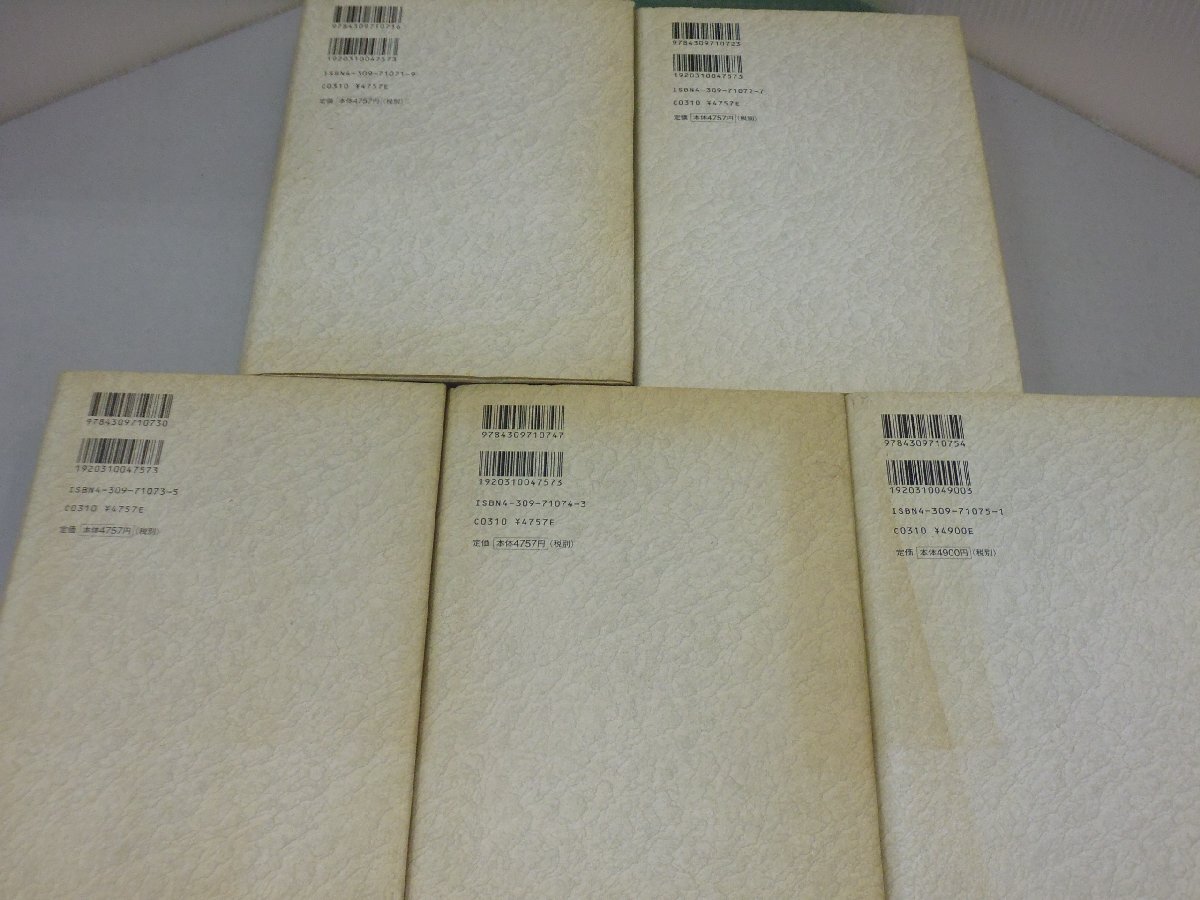 9784309710716
1920310047573
ISBN4-309-71071-9
C0310 ¥4757E
定価 本体4757円 (税別)
9784309710723
1920310047573
ISBN4-309-71072-7
C0310 ¥4757E
定価 本体4757円 (税別)
9784309710730
1920310047573
ISBN4-309-71073-5
C0310 ¥4757E
定価 本体4757円 (税別)
9784309710747
1920310047573
ISBN4-309-71074-3
C0310 ¥4757E
定価 本体4757円 (税別)
9784309710754
1920310049003
ISBN4-309-71075-1
C0310 ¥4900E
定価 本体4900円 (税別)